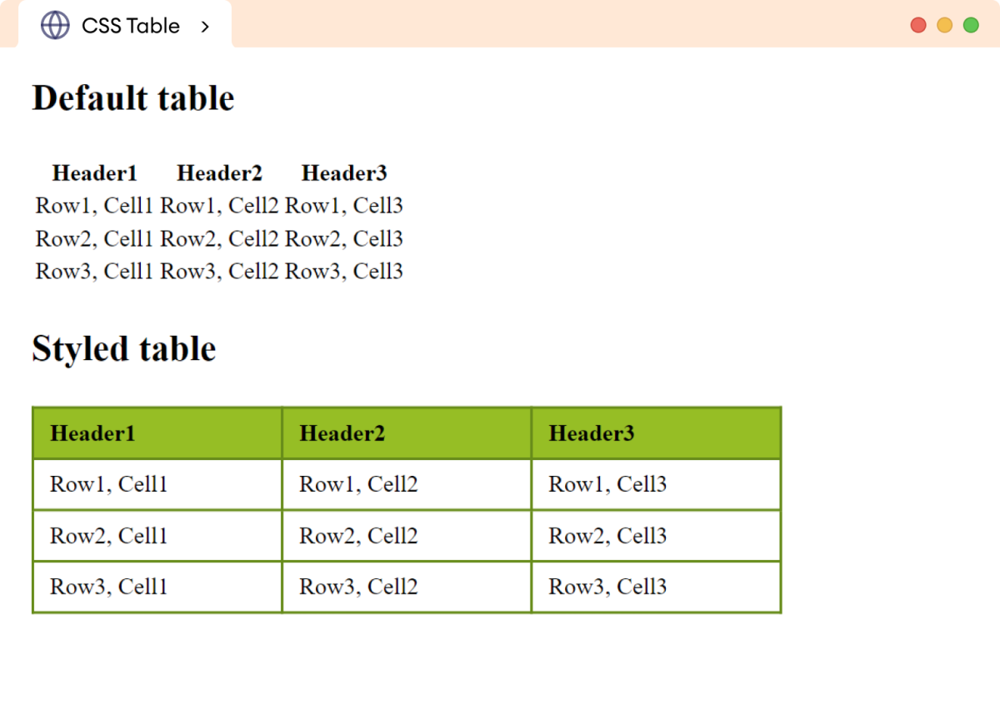 CSS Table
Default table
Header1 Header2 Header3
Row1, Cell1 Row1, Cell2 Row1, Cell3
Row2, Cell1 Row2, Cell2 Row2, Cell3
Row3, Cell1 Row3, Cell2 Row3, Cell3
Styled table
Header1 Header2 Header3
Row1, Cell1 Row1, Cell2 Row1, Cell3
Row2, Cell1 Row2, Cell2 Row2, Cell3
Row3, Cell1 Row3, Cell2 Row3, Cell3